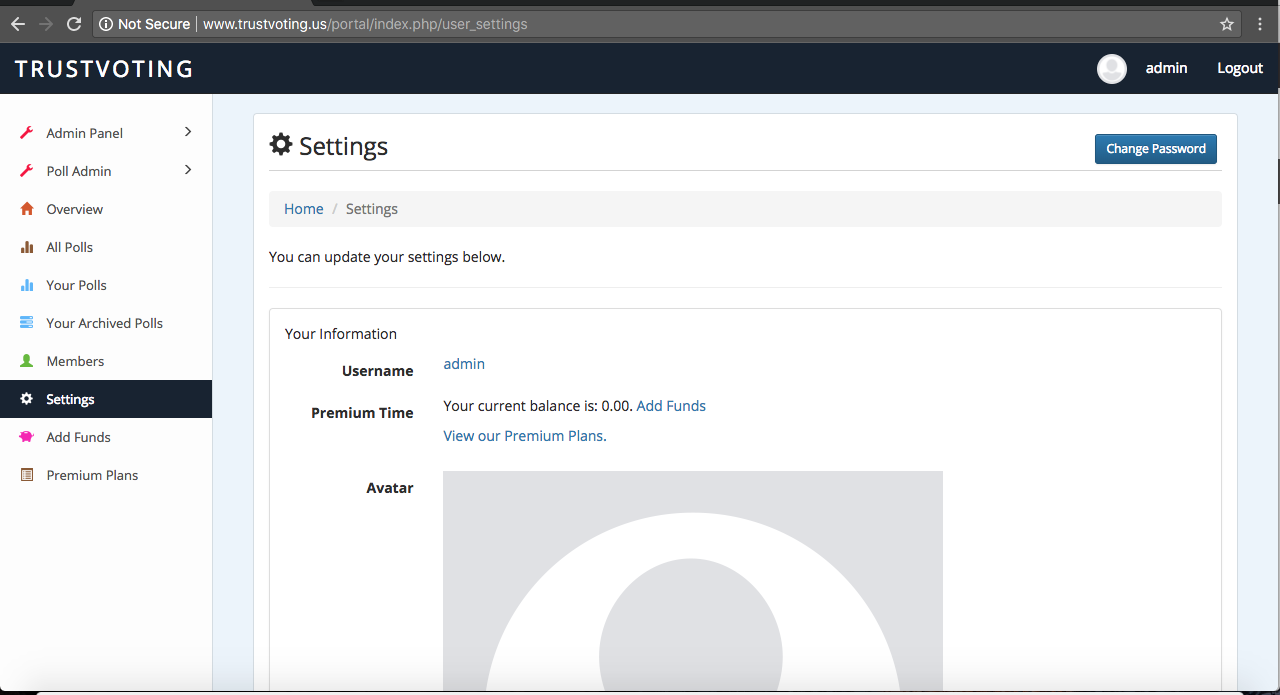 Not Secure | www.trustvoting.us/portal/index.php/user_settings
TRUSTVOTING
admin
Logout
Admin Panel
Poll Admin
Overview
All Polls
Your Polls
Your Archived Polls
Members
Settings
Add Funds
Premium Plans
Settings
Change Password
Home / Settings
You can update your settings below.
Your Information
Username admin
Premium Time Your current balance is: 0.00. Add Funds
View our Premium Plans.
Avatar